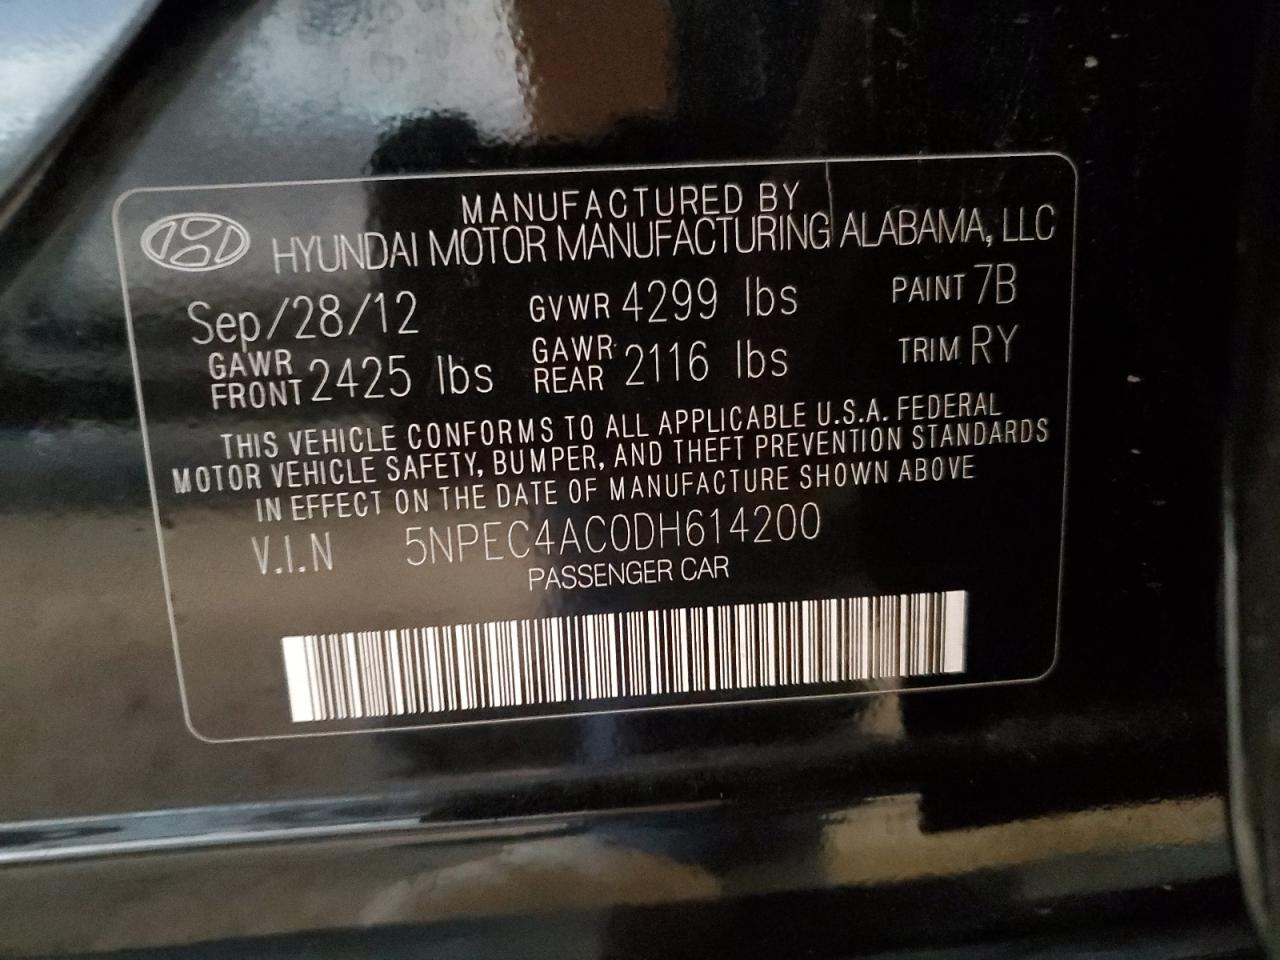 MANUFACTURED BY
HYUNDAI MOTOR MANUFACTURING ALABAMA, LLC
Sep/28/12 GVWR 4299 lbs PAINT 7B
GAWR FRONT 2425 lbs GAWR REAR 2116 lbs TRIM RY
THIS VEHICLE CONFORMS TO ALL APPLICABLE U.S.A. FEDERAL
MOTOR VEHICLE SAFETY, BUMPER, AND THEFT PREVENTION STANDARDS
IN EFFECT ON THE DATE OF MANUFACTURE SHOWN ABOVE
V.I.N 5NPEC4AC0DH614200
PASSENGER CAR